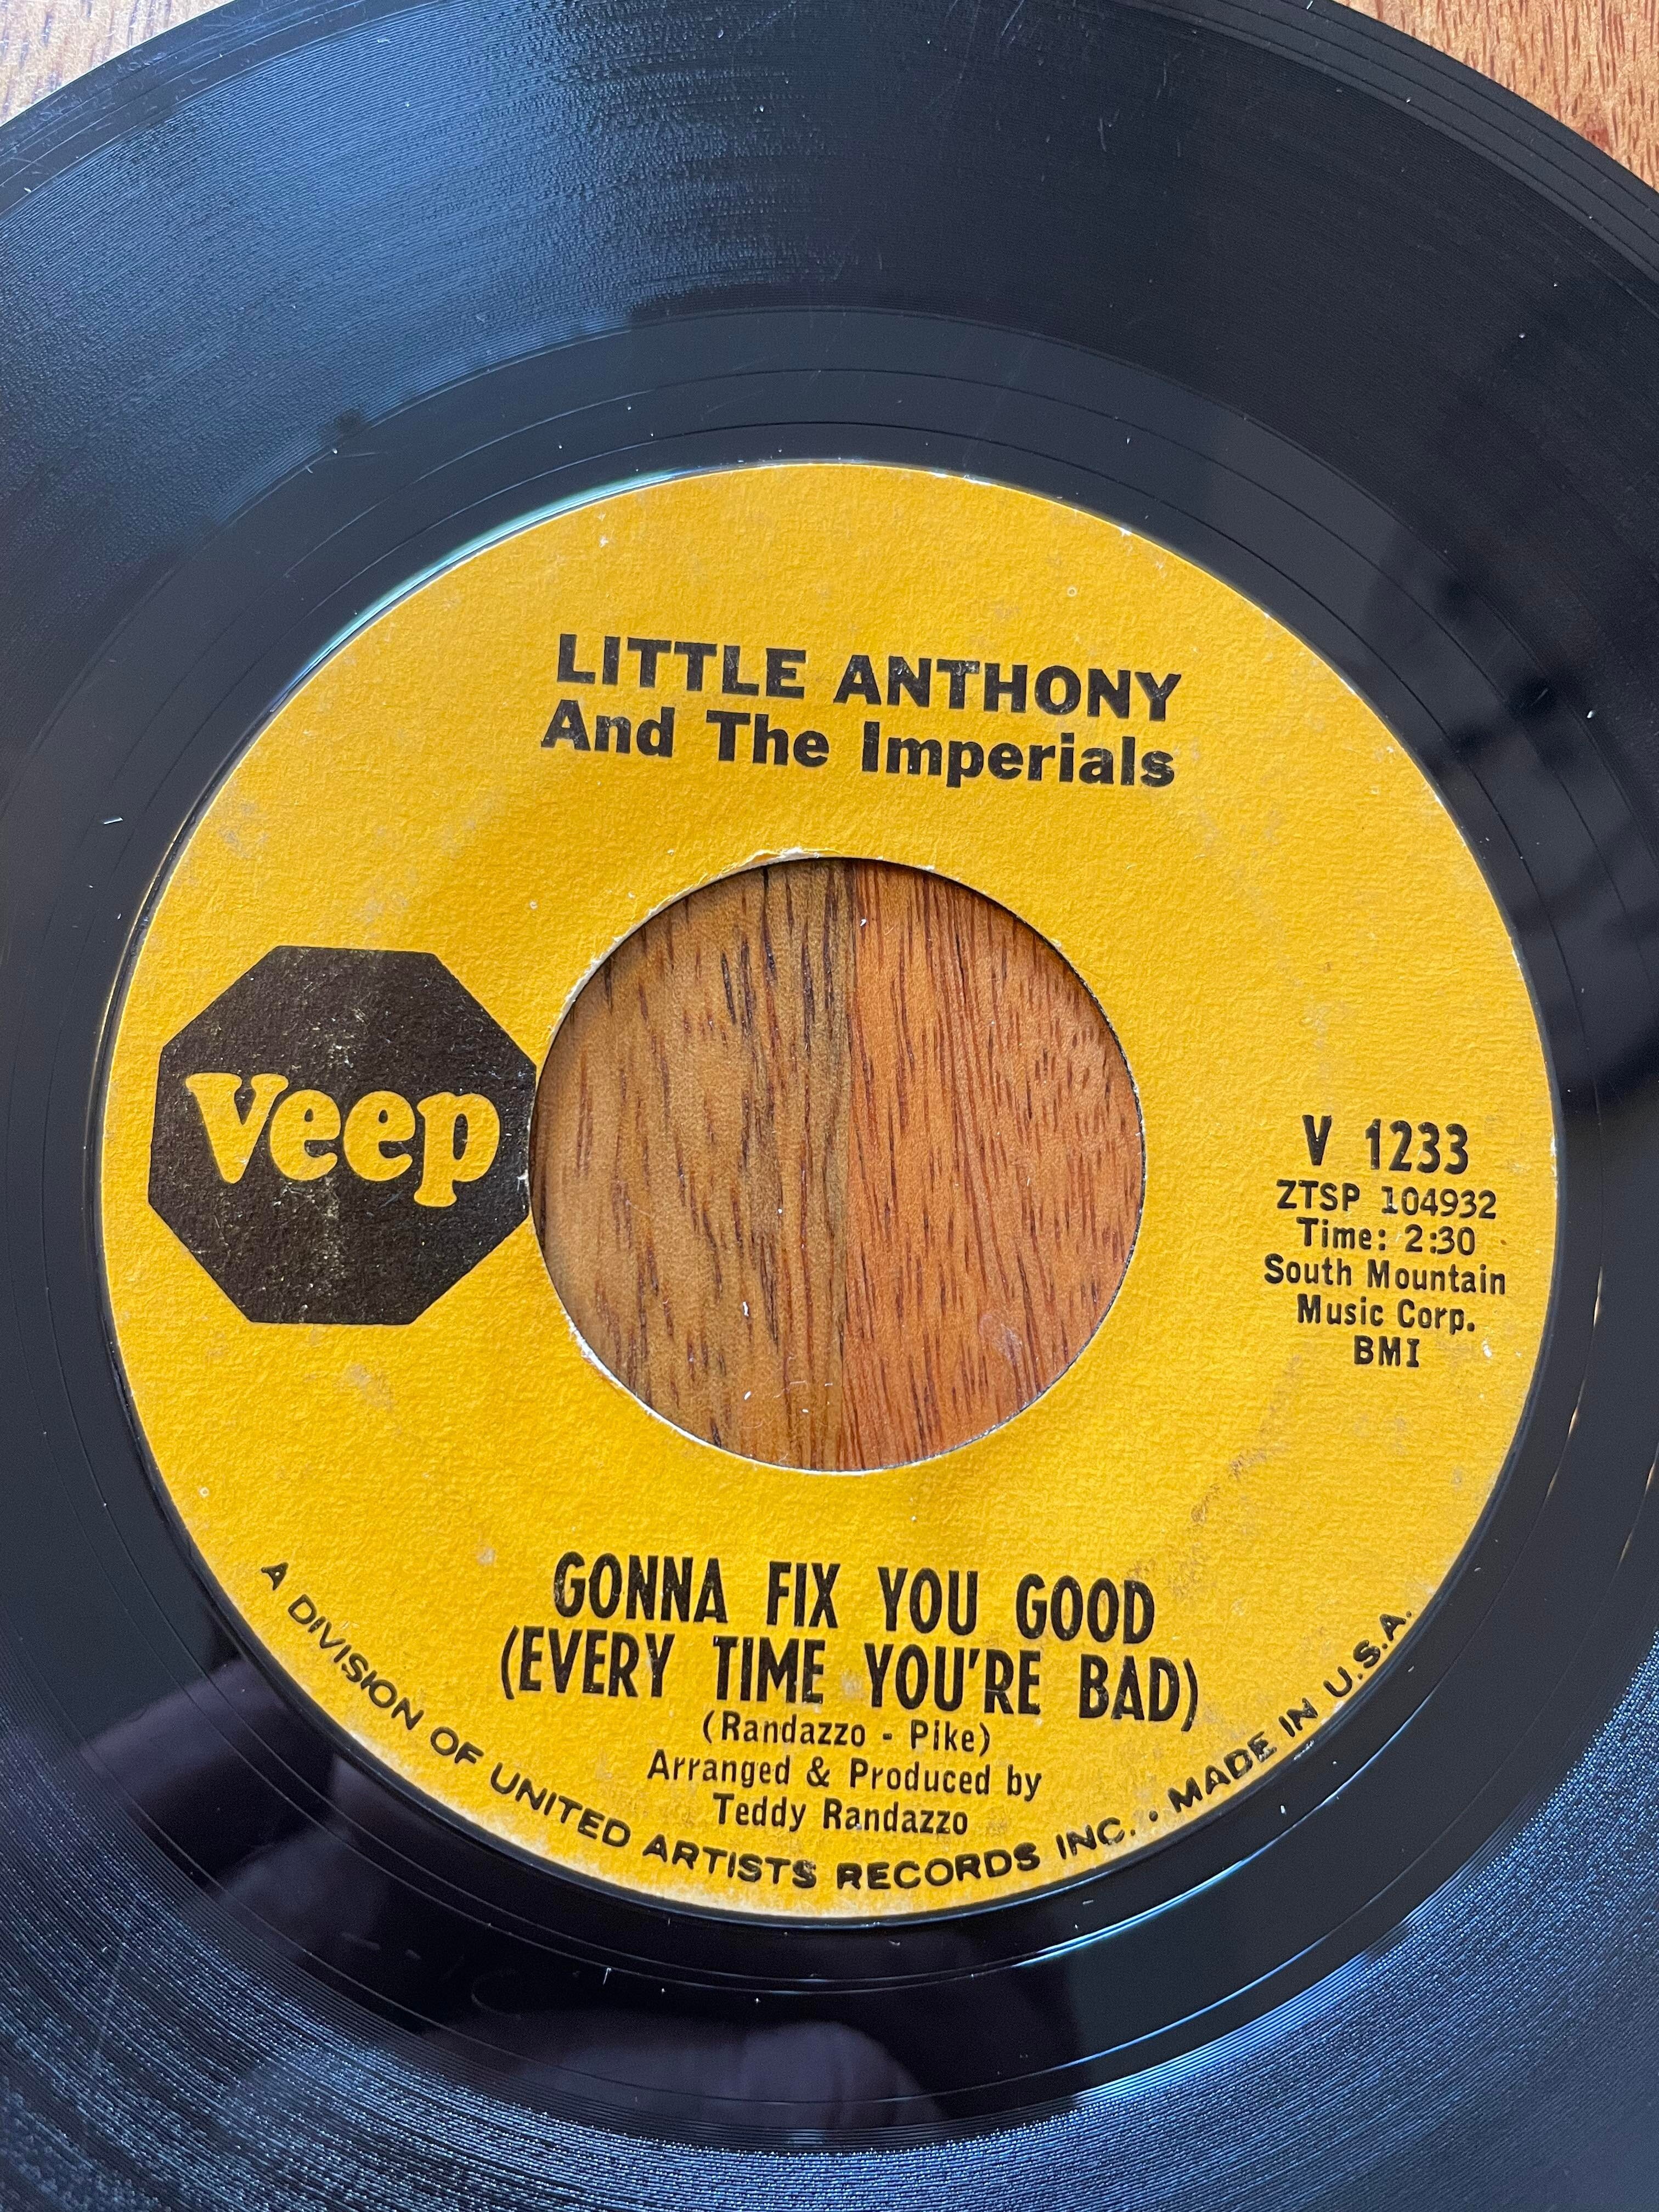 LITTLE ANTHONY
And The Imperials
Veep
V 1233
ZTSP 104932
Time: 2:30
South Mountain
Music Corp.
BMI
GONNA FIX YOU GOOD
(EVERY TIME YOU'RE BAD)
(Randazzo - Pike)
Arranged & Produced by
Teddy Randazzo
A DIVISION OF UNITED ARTISTS RECORDS INC. • MADE IN U.S.A.